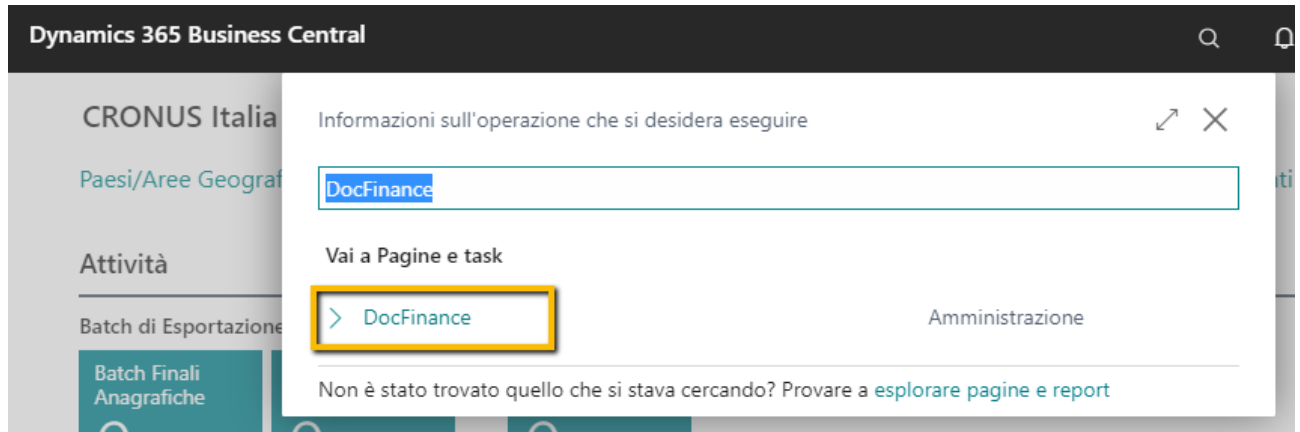 Dynamics 365 Business Central
CRONUS Italia
Informazioni sull'operazione che si desidera eseguire
Paesi/Aree Geograf
DocFinance
ti
Vai a Pagine e task
Attività
DocFinance
Amministrazione
Batch di Esportazione
Batch Finali
Anagrafiche
Non è stato trovato quello che si stava cercando? Provare a esplorare pagine e report